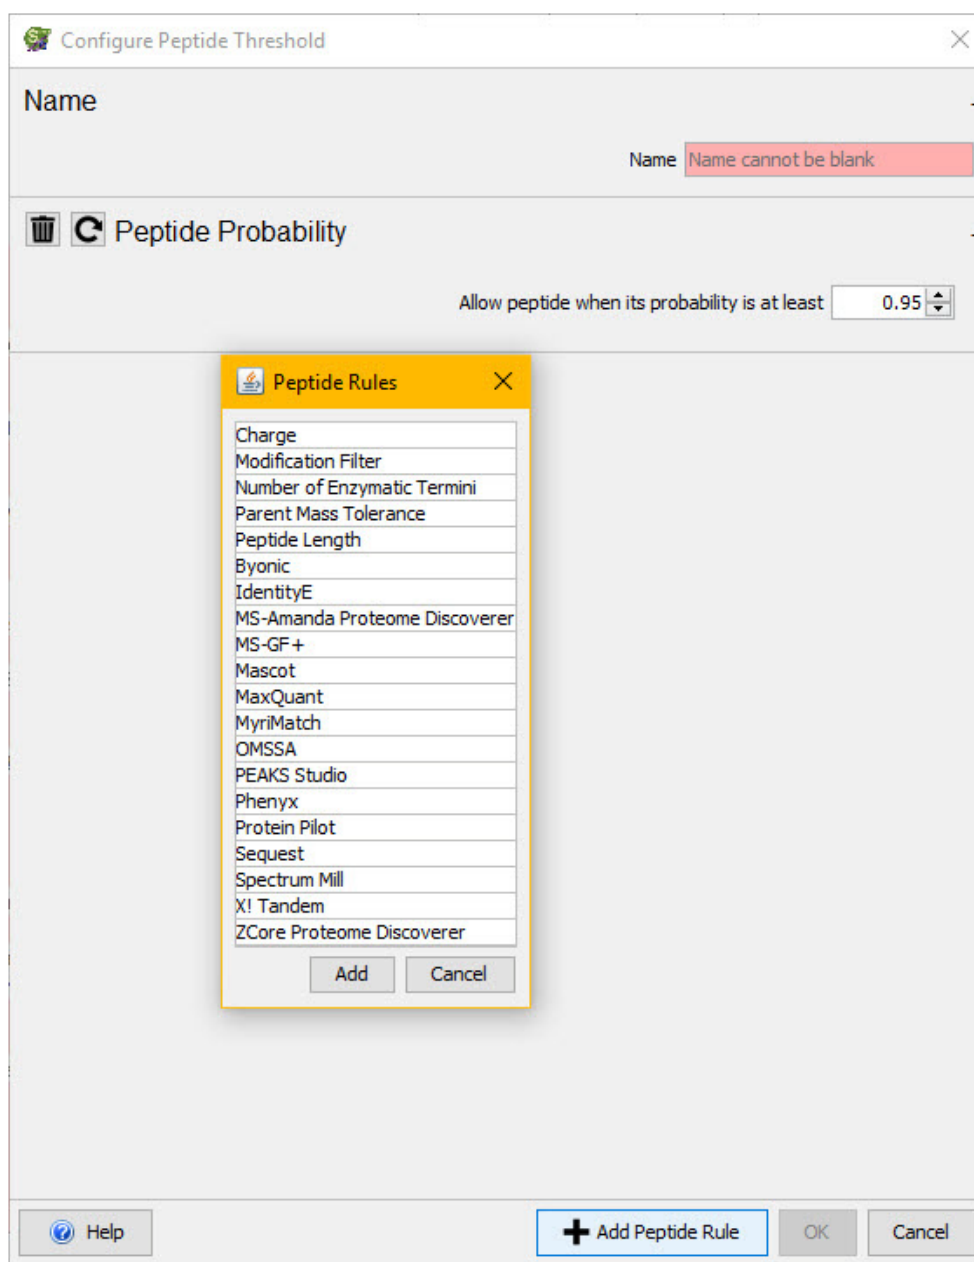 Configure Peptide Threshold
Name
Name Name cannot be blank
Peptide Probability
Allow peptide when its probability is at least 0.95
Peptide Rules
Charge
Modification Filter
Number of Enzymatic Termini
Parent Mass Tolerance
Peptide Length
Byonic
IdentityE
MS-Amanda Proteome Discoverer
MS-GF+
Mascot
MaxQuant
MyriMatch
OMSSA
PEAKS Studio
Phenyx
Protein Pilot
Sequest
Spectrum Mill
X! Tandem
ZCore Proteome Discoverer
Add Cancel
Help Add Peptide Rule OK Cancel